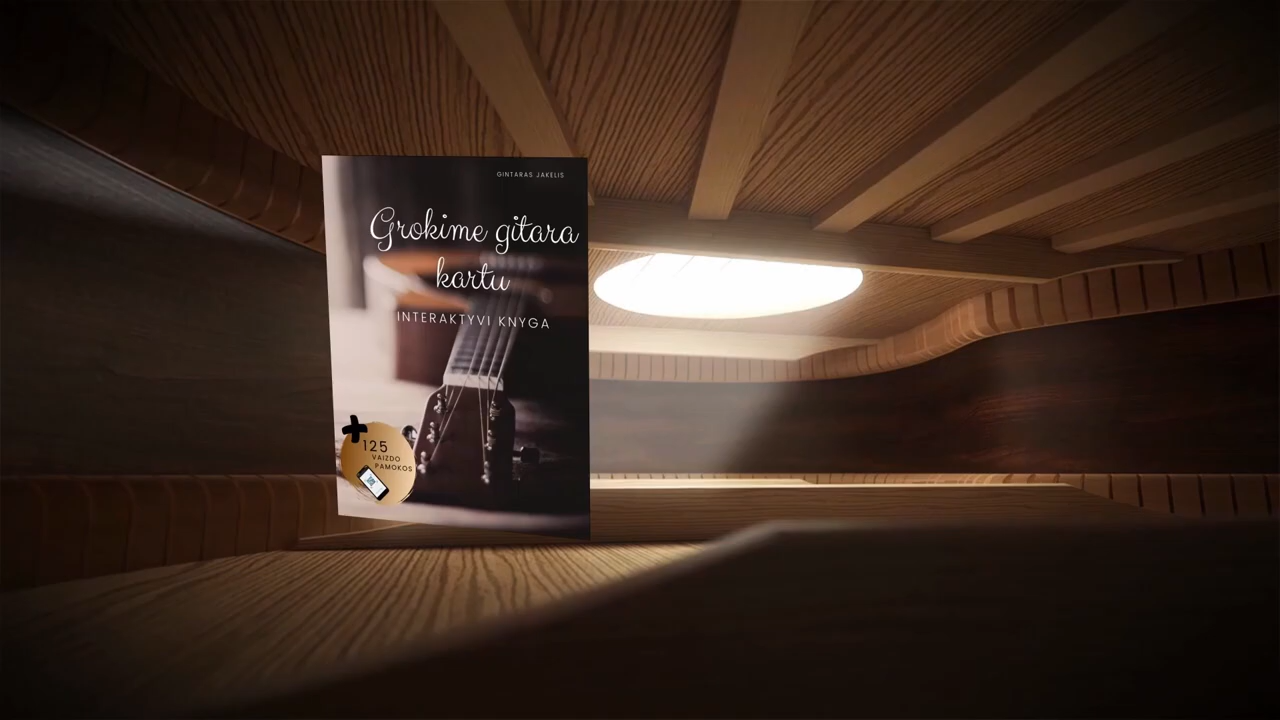 GINTARAS JAKELIS
Grokime gitara
kartu
INTERAKTYVI KNYGA
125
VAIZDO
PAMOKOS